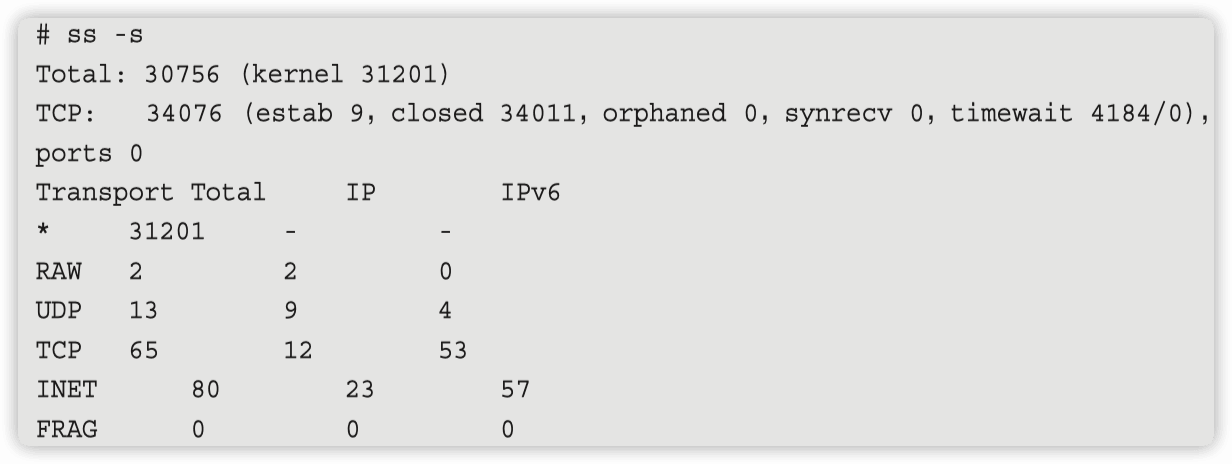 # ss -s
Total: 30756 (kernel 31201)
TCP:   34076 (estab 9, closed 34011, orphaned 0, synrecv 0, timewait 4184/0),
ports 0
Transport Total     IP        IPv6
*     31201     -         -
RAW   2         2         0
UDP   13        9         4
TCP   65        12        53
INET      80        23        57
FRAG      0         0         0